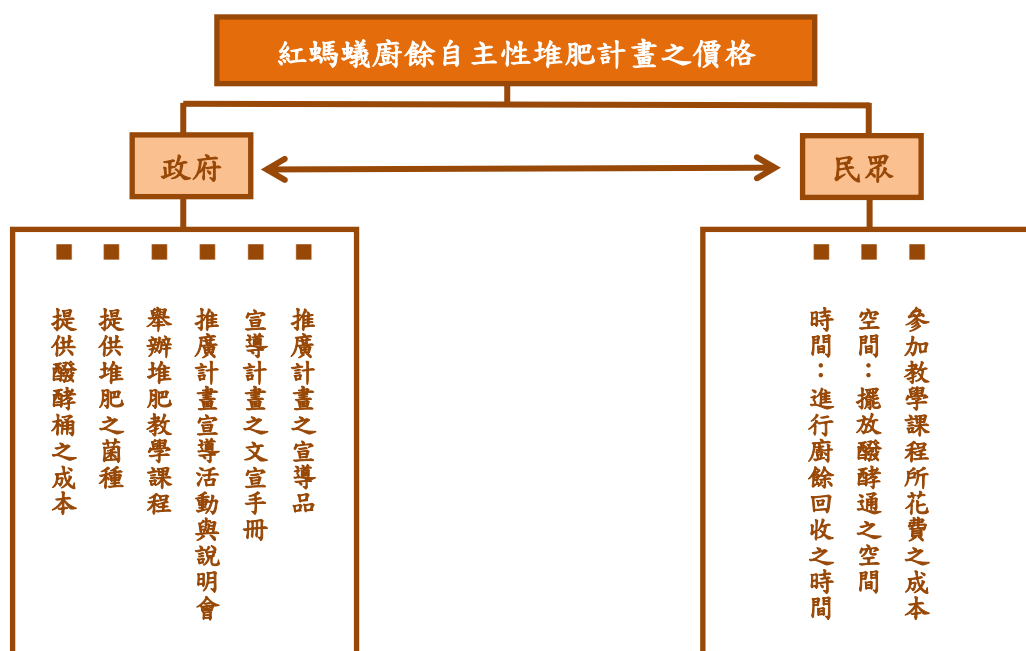 紅螞蟻廚餘自主性堆肥計畫之價格
政府
民眾
■ 提供醱酵桶之成本
■ 提供堆肥之菌種
■ 舉辦堆肥教學課程
■ 推廣計畫宣導活動與說明會
■ 宣導計畫之文宣手冊
■ 推廣計畫之宣導品
■ 時間：進行廚餘回收之時間
■ 空間：擺放醱酵通之空間
■ 參加教學課程所花費之成本